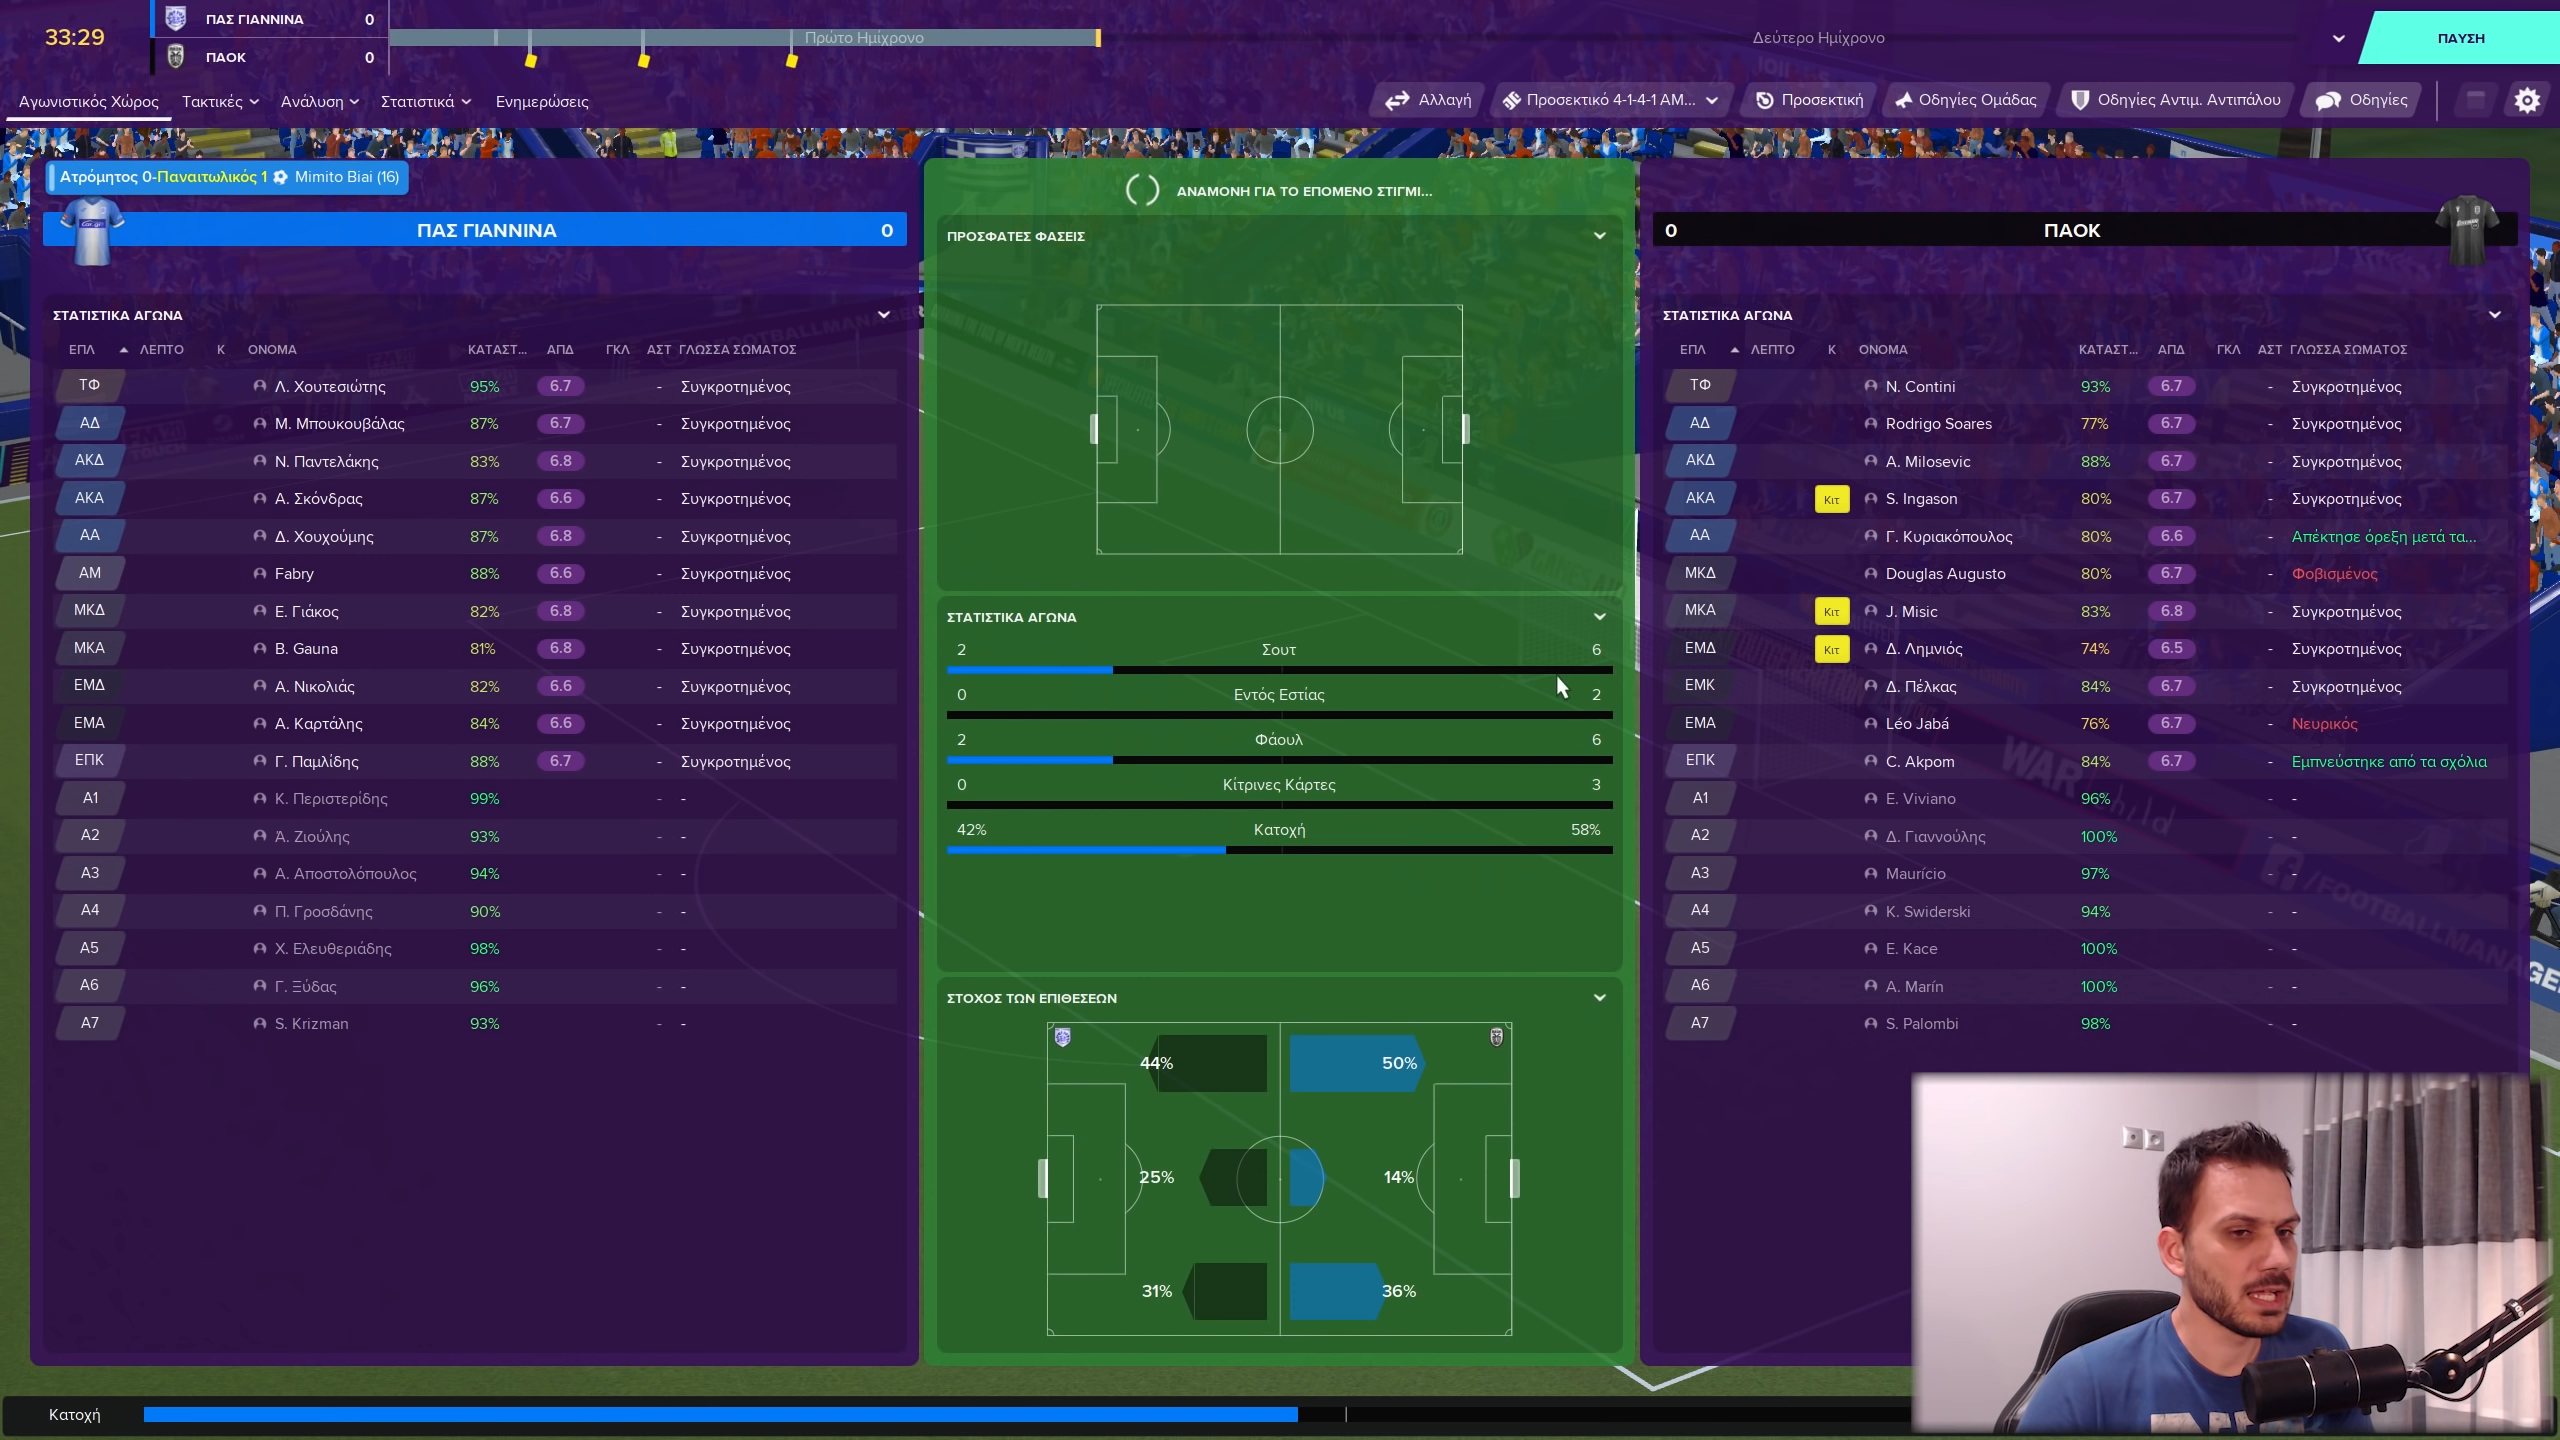 33:29
ΠΑΣ ΓΙΑΝΝΙΝΑ 0
ΠΑΟΚ 0
Πρώτο Ημίχρονο
Δεύτερο Ημίχρονο
ΠΑΥΣΗ
Αγωνιστικός Χώρος Τακτικές Ανάλυση Στατιστικά Ενημερώσεις
Αλλαγή Προσεκτικό 4-1-4-1 AM... Προσεκτική Οδηγίες Ομάδας Οδηγίες Αντιμ. Αντιπάλου Οδηγίες
Ατρόμητος 0-Παναιτωλικός 1 Mimito Biai (16)
ΠΑΣ ΓΙΑΝΝΙΝΑ 0
ΣΤΑΤΙΣΤΙΚΑ ΑΓΩΝΑ
ΕΠΛ ΛΕΠΤΟ Κ ΟΝΟΜΑ ΚΑΤΑΣΤ... ΑΠΔ ΓΚΛ ΑΣΤ ΓΛΩΣΣΑ ΣΩΜΑΤΟΣ
ΤΦ Λ. Χουτεσιώτης 95% 6.7 - Συγκροτημένος
ΑΔ Μ. Μπουκουβάλας 87% 6.7 - Συγκροτημένος
ΑΚΔ Ν. Παντελάκης 83% 6.8 - Συγκροτημένος
ΑΚΑ Α. Σκόνδρας 87% 6.6 - Συγκροτημένος
ΑΑ Δ. Χουχούμης 87% 6.8 - Συγκροτημένος
ΑΜ Fabry 88% 6.6 - Συγκροτημένος
ΜΚΔ Ε. Γιάκος 82% 6.8 - Συγκροτημένος
ΜΚΑ B. Gauna 81% 6.8 - Συγκροτημένος
ΕΜΔ Α. Νικολιάς 82% 6.6 - Συγκροτημένος
ΕΜΑ Α. Καρτάλης 84% 6.6 - Συγκροτημένος
ΕΠΚ Γ. Παμλίδης 88% 6.7 - Συγκροτημένος
Α1 Κ. Περιστερίδης 99% - -
Α2 Ά. Ζιούλης 93% - -
Α3 Α. Αποστολόπουλος 94% - -
Α4 Π. Γροσδάνης 90% - -
Α5 Χ. Ελευθεριάδης 98% - -
Α6 Γ. Ξύδας 96% - -
Α7 S. Krizman 93% - -
ΑΝΑΜΟΝΗ ΓΙΑ ΤΟ ΕΠΟΜΕΝΟ ΣΤΙΓΜΙ...
ΠΡΟΣΦΑΤΕΣ ΦΑΣΕΙΣ
ΣΤΑΤΙΣΤΙΚΑ ΑΓΩΝΑ
2 Σουτ 6
0 Εντός Εστίας 2
2 Φάουλ 6
0 Κίτρινες Κάρτες 3
42% Κατοχή 58%
ΣΤΟΧΟΣ ΤΩΝ ΕΠΙΘΕΣΕΩΝ
44% 50%
25% 14%
31% 36%
0 ΠΑΟΚ
ΣΤΑΤΙΣΤΙΚΑ ΑΓΩΝΑ
ΕΠΛ ΛΕΠΤΟ Κ ΟΝΟΜΑ ΚΑΤΑΣΤ... ΑΠΔ ΓΚΛ ΑΣΤ ΓΛΩΣΣΑ ΣΩΜΑΤΟΣ
ΤΦ N. Contini 93% 6.7 - Συγκροτημένος
ΑΔ Rodrigo Soares 77% 6.7 - Συγκροτημένος
ΑΚΔ A. Milosevic 88% 6.7 - Συγκροτημένος
ΑΚΑ Κιτ S. Ingason 80% 6.7 - Συγκροτημένος
ΑΑ Γ. Κυριακόπουλος 80% 6.6 - Απέκτησε όρεξη μετά τα...
ΜΚΔ Douglas Augusto 80% 6.7 - Φοβισμένος
ΜΚΑ Κιτ J. Misic 83% 6.8 - Συγκροτημένος
ΕΜΔ Κιτ Δ. Λημνιός 74% 6.5 - Συγκροτημένος
ΕΜΚ Δ. Πέλκας 84% 6.7 - Συγκροτημένος
ΕΜΑ Léo Jabá 76% 6.7 - Νευρικός
ΕΠΚ C. Akpom 84% 6.7 - Εμπνεύστηκε από τα σχόλια
Α1 E. Viviano 96% - -
Α2 Δ. Γιαννούλης 100% - -
Α3 Maurício 97% - -
Α4 K. Swiderski 94% - -
Α5 E. Kace 100% - -
Α6 A. Marín 100% - -
Α7 S. Palombi 98% - -
WAR child
/FOOTBALLMANAGER
Κατοχή